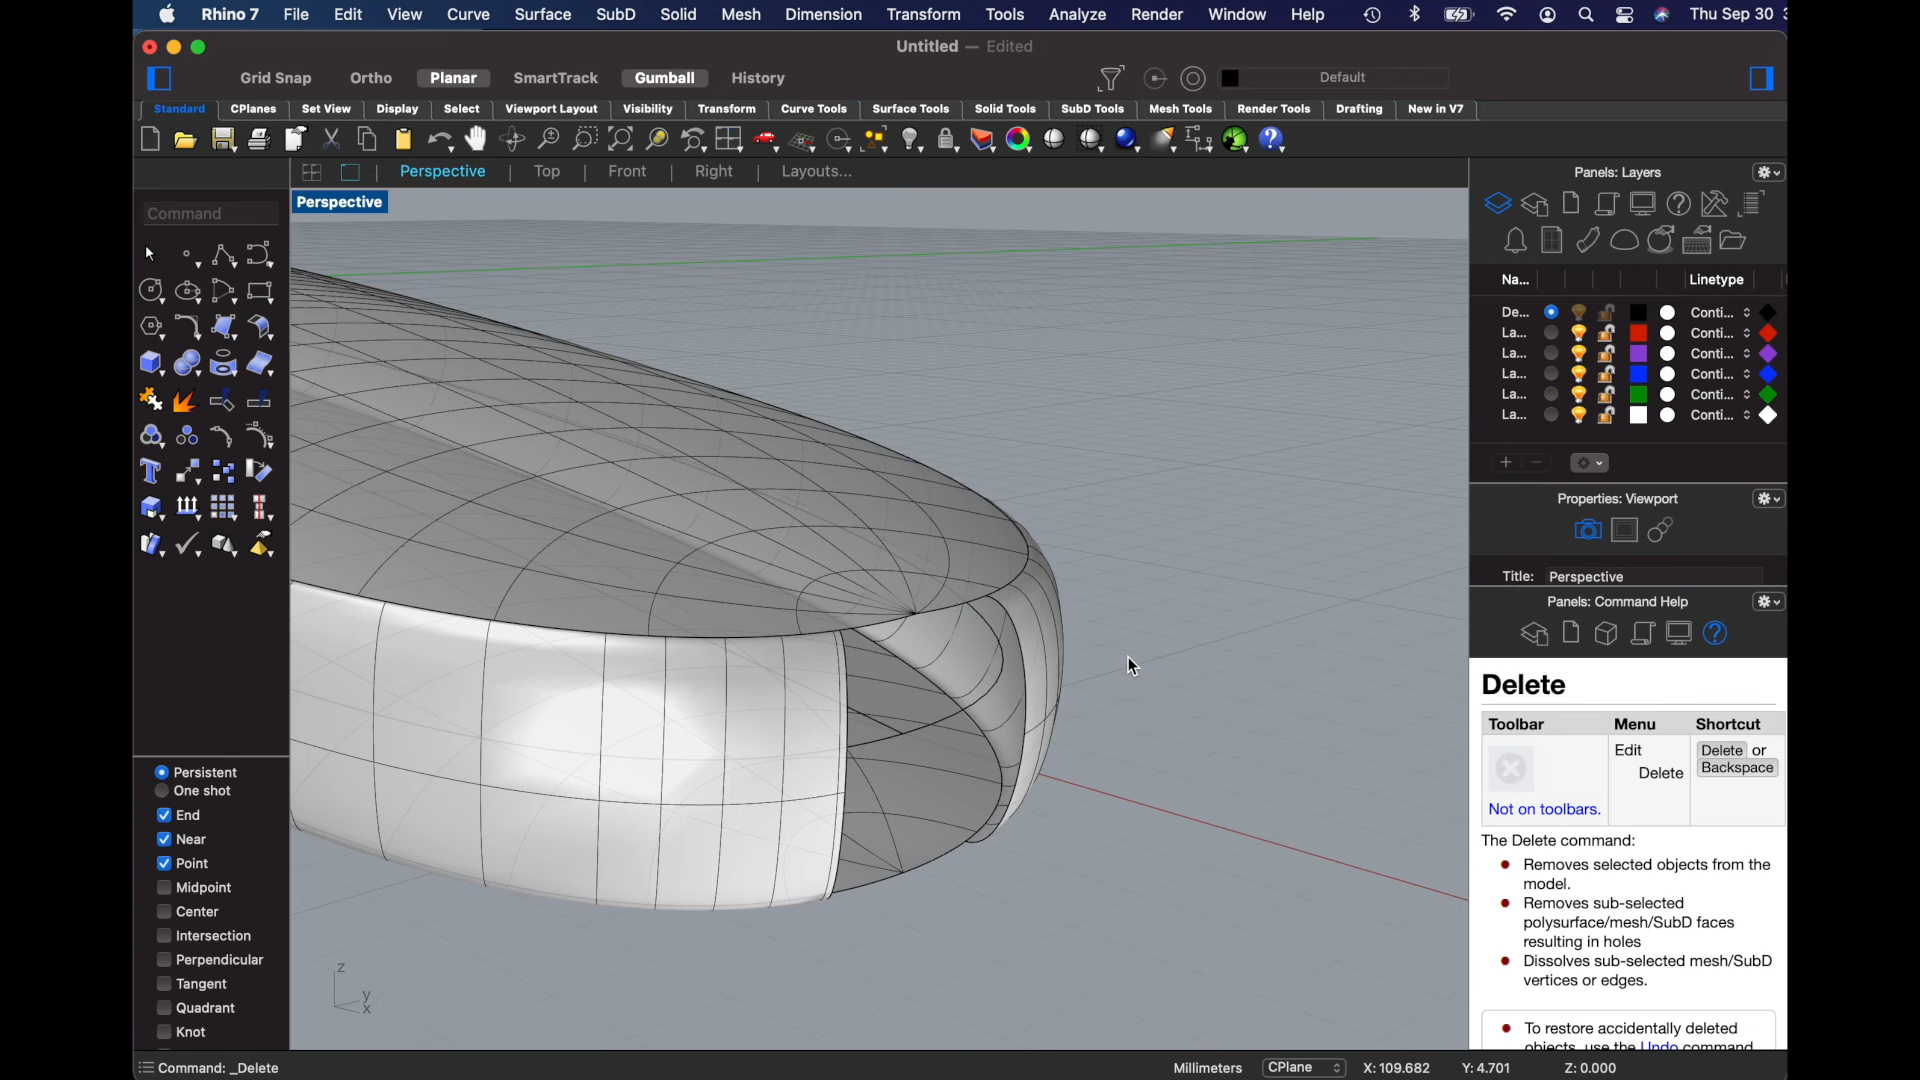 Rhino 7 File Edit View Curve Surface SubD Solid Mesh Dimension Transform Tools Analyze Render Window Help Thu Sep 30
Untitled — Edited
Grid Snap Ortho Planar SmartTrack Gumball History Default
Standard CPlanes Set View Display Select Viewport Layout Visibility Transform Curve Tools Surface Tools Solid Tools SubD Tools Mesh Tools Render Tools Drafting New in V7
Perspective Top Front Right Layouts...
Perspective
Command
Persistent
One shot
End
Near
Point
Midpoint
Center
Intersection
Perpendicular
Tangent
Quadrant
Knot
z
y
x
Panels: Layers
Na... Linetype
De... Conti...
La... Conti...
La... Conti...
La... Conti...
La... Conti...
La... Conti...
Properties: Viewport
Title: Perspective
Panels: Command Help
Delete
Toolbar Menu Shortcut
Edit Delete or
Delete Backspace
Not on toolbars.
The Delete command:
Removes selected objects from the
model.
Removes sub-selected
polysurface/mesh/SubD faces
resulting in holes
Dissolves sub-selected mesh/SubD
vertices or edges.
To restore accidentally deleted
objects, use the Undo command
Command: _Delete Millimeters CPlane X: 109.682 Y: 4.701 Z: 0.000